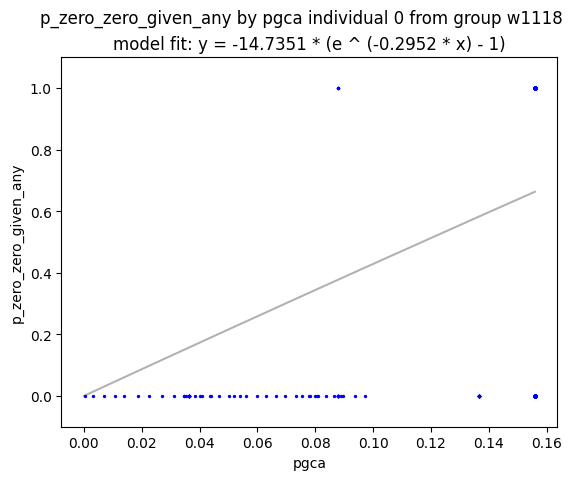 p_zero_zero_given_any by pgca individual 0 from group w1118
model fit: y = -14.7351 * (e ^ (-0.2952 * x) - 1)
1.0
0.8
0.6
0.4
0.2
0.0
p_zero_zero_given_any
0.00 0.02 0.04 0.06 0.08 0.10 0.12 0.14 0.16
pgca